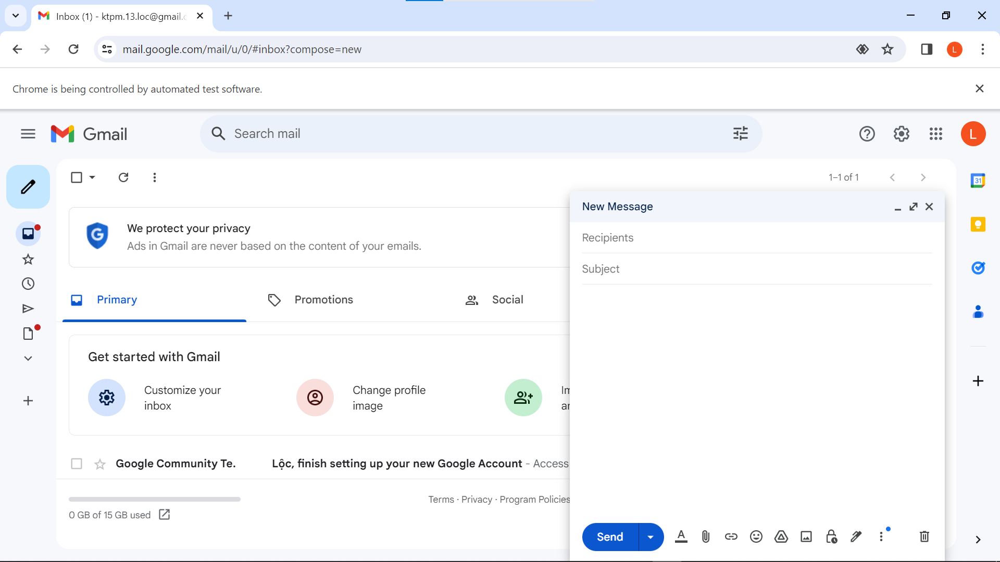 Inbox (1) - ktpm.13.loc@gmail.c
mail.google.com/mail/u/0/#inbox?compose=new
L
Chrome is being controlled by automated test software.
Gmail
Search mail
L
1–1 of 1
31
New Message
We protect your privacy
Ads in Gmail are never based on the content of your emails.
Recipients
Subject
Primary
Promotions
Social
Get started with Gmail
Customize your
inbox
Change profile
image
Google Community Te.
Lộc, finish setting up your new Google Account - Access
Terms · Privacy · Program Policies
0 GB of 15 GB used
Send